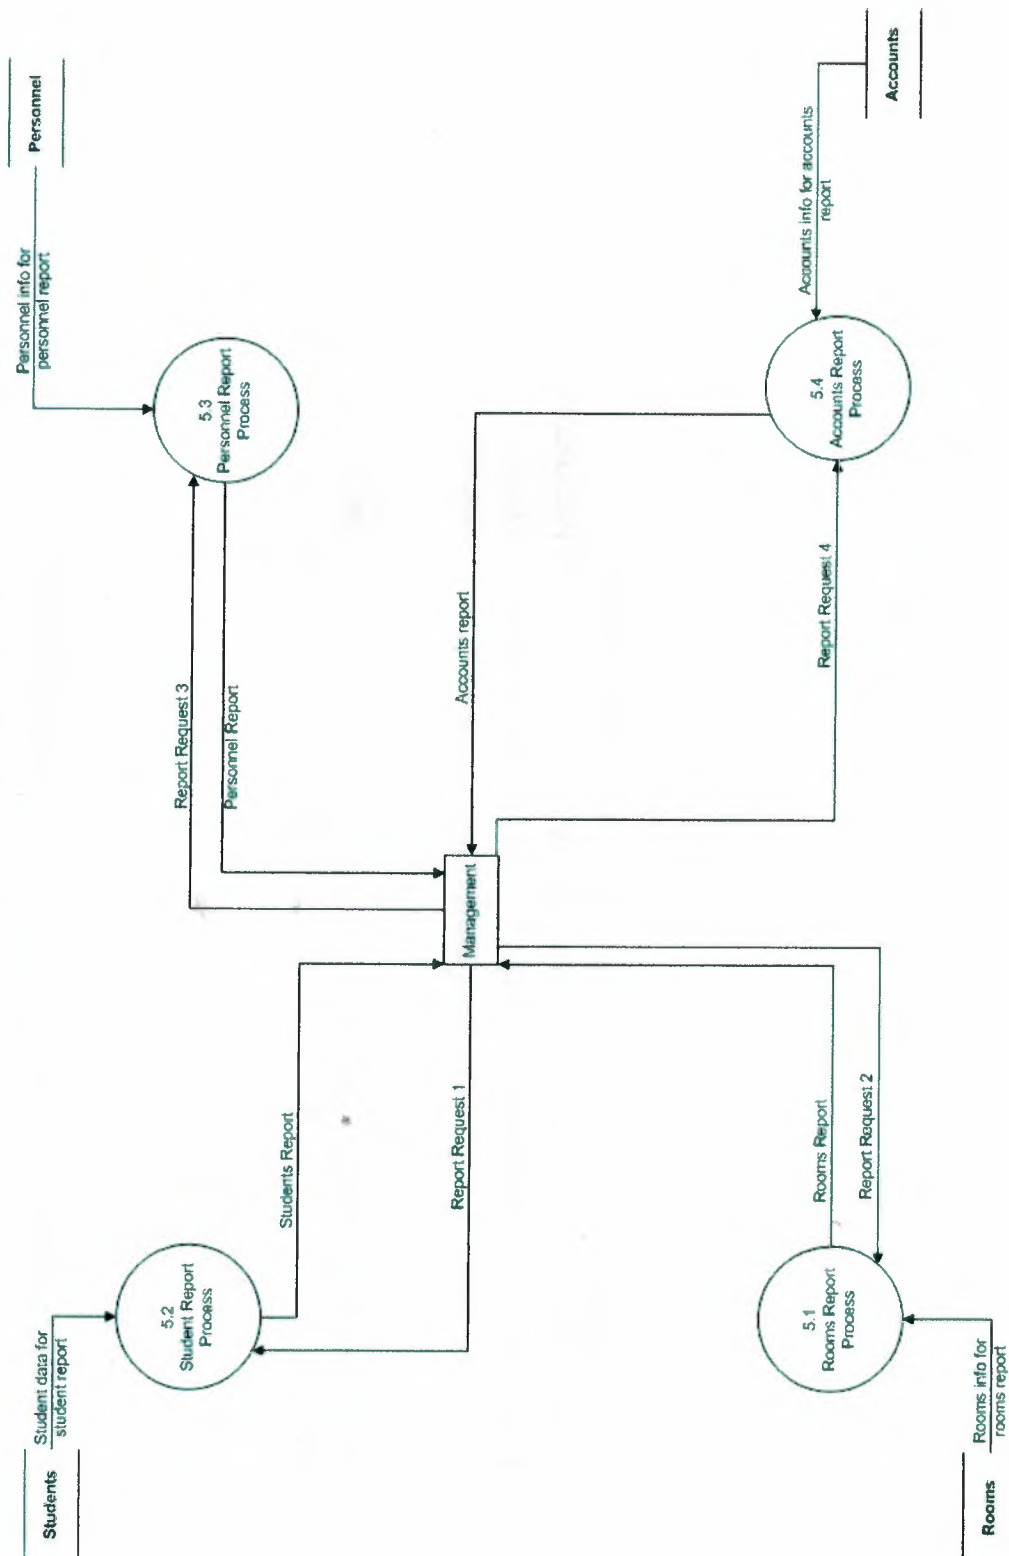 Students
Student data for
student report
5.2
Student Report
Process
Students Report
Report Request 1
Report Request 3
Personnel Report
5.3
Personnel Report
Process
Personnel info for
personnel report
Personnel
Management
Accounts report
Report Request 4
5.4
Accounts Report
Process
Accounts info for accounts
report
Accounts
Rooms Report
Report Request 2
5.1
Rooms Report
Process
Rooms info for
rooms report
Rooms